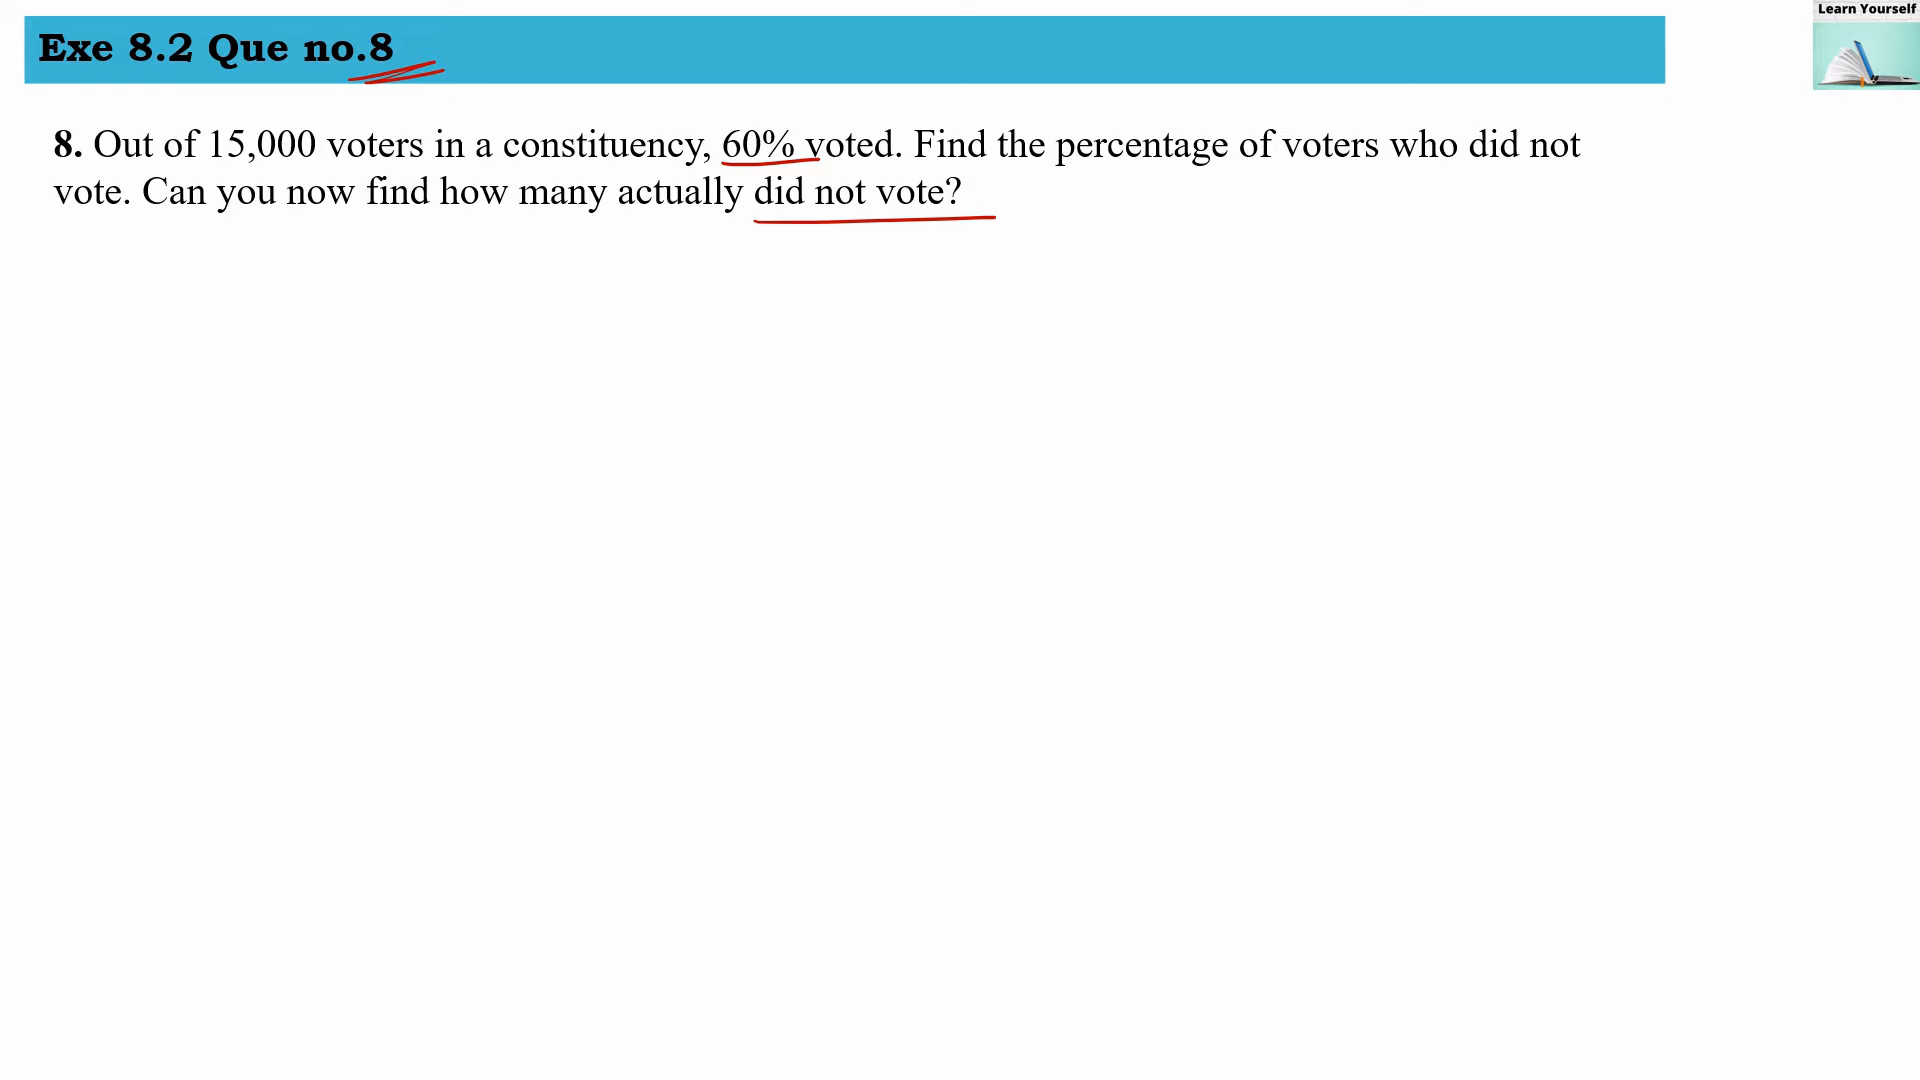 Learn Yourself
Exe 8.2 Que no.8
8. Out of 15,000 voters in a constituency, 60% voted. Find the percentage of voters who did not
vote. Can you now find how many actually did not vote?